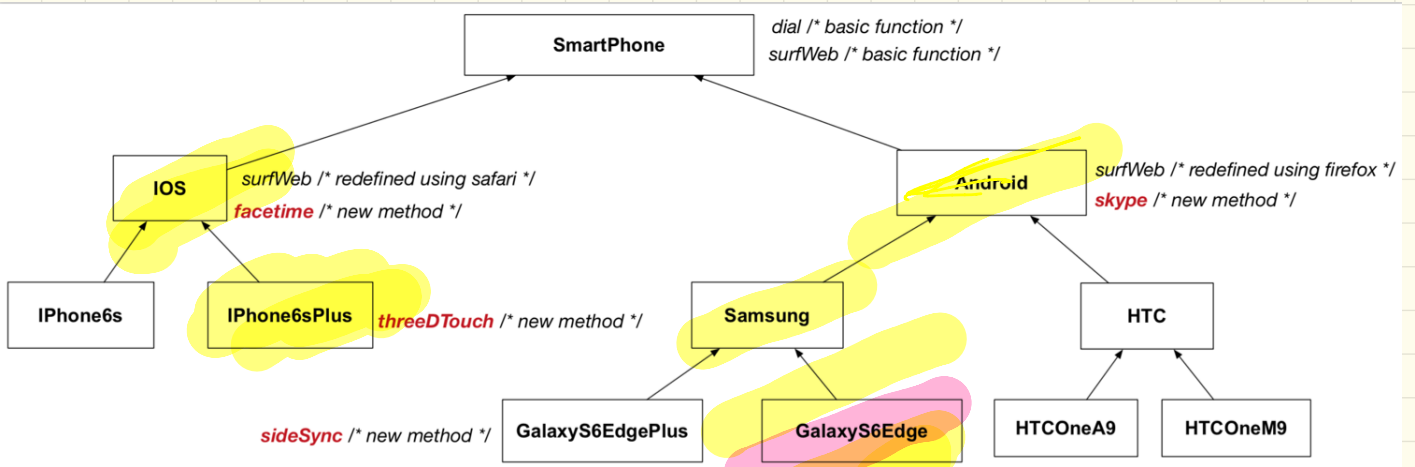 SmartPhone
dial /* basic function */
surfWeb /* basic function */
IOS
surfWeb /* redefined using safari */
facetime /* new method */
Android
surfWeb /* redefined using firefox */
skype /* new method */
IPhone6s
IPhone6sPlus
threeDTouch /* new method */
Samsung
HTC
sideSync /* new method */
GalaxyS6EdgePlus
GalaxyS6Edge
HTCOneA9
HTCOneM9